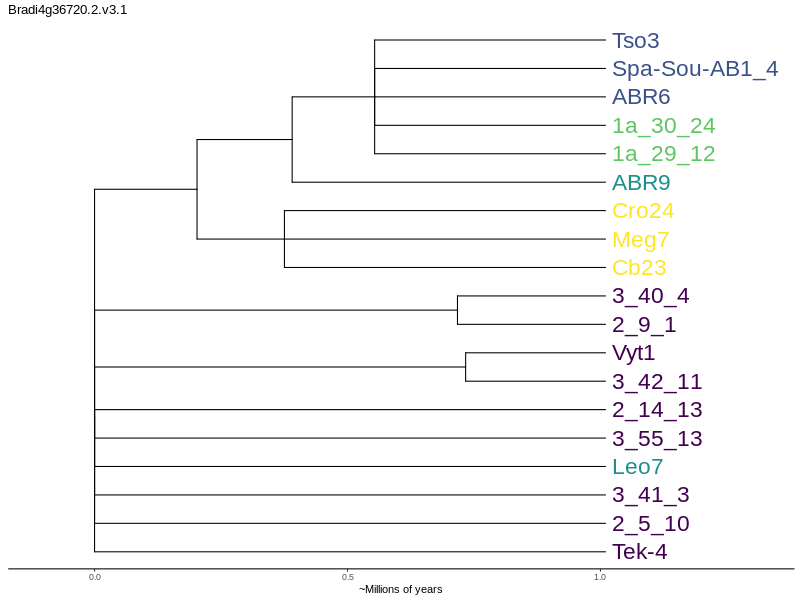 Bradi4g36720.2.v3.1
Tso3
Spa-Sou-AB1_4
ABR6
1a_30_24
1a_29_12
ABR9
Cro24
Meg7
Cb23
3_40_4
2_9_1
Vyt1
3_42_11
2_14_13
3_55_13
Leo7
3_41_3
2_5_10
Tek-4
0.0 0.5 1.0
~Millions of years